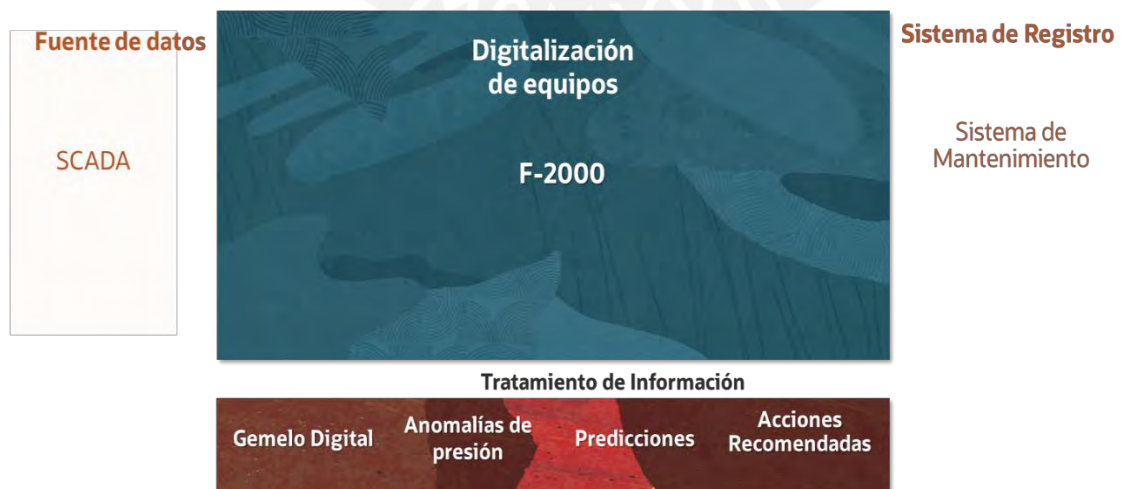 Fuente de datos
SCADA
Digitalización
de equipos
F-2000
Sistema de Registro
Sistema de
Mantenimiento
Tratamiento de Información
Gemelo Digital
Anomalías de
presión
Predicciones
Acciones
Recomendadas